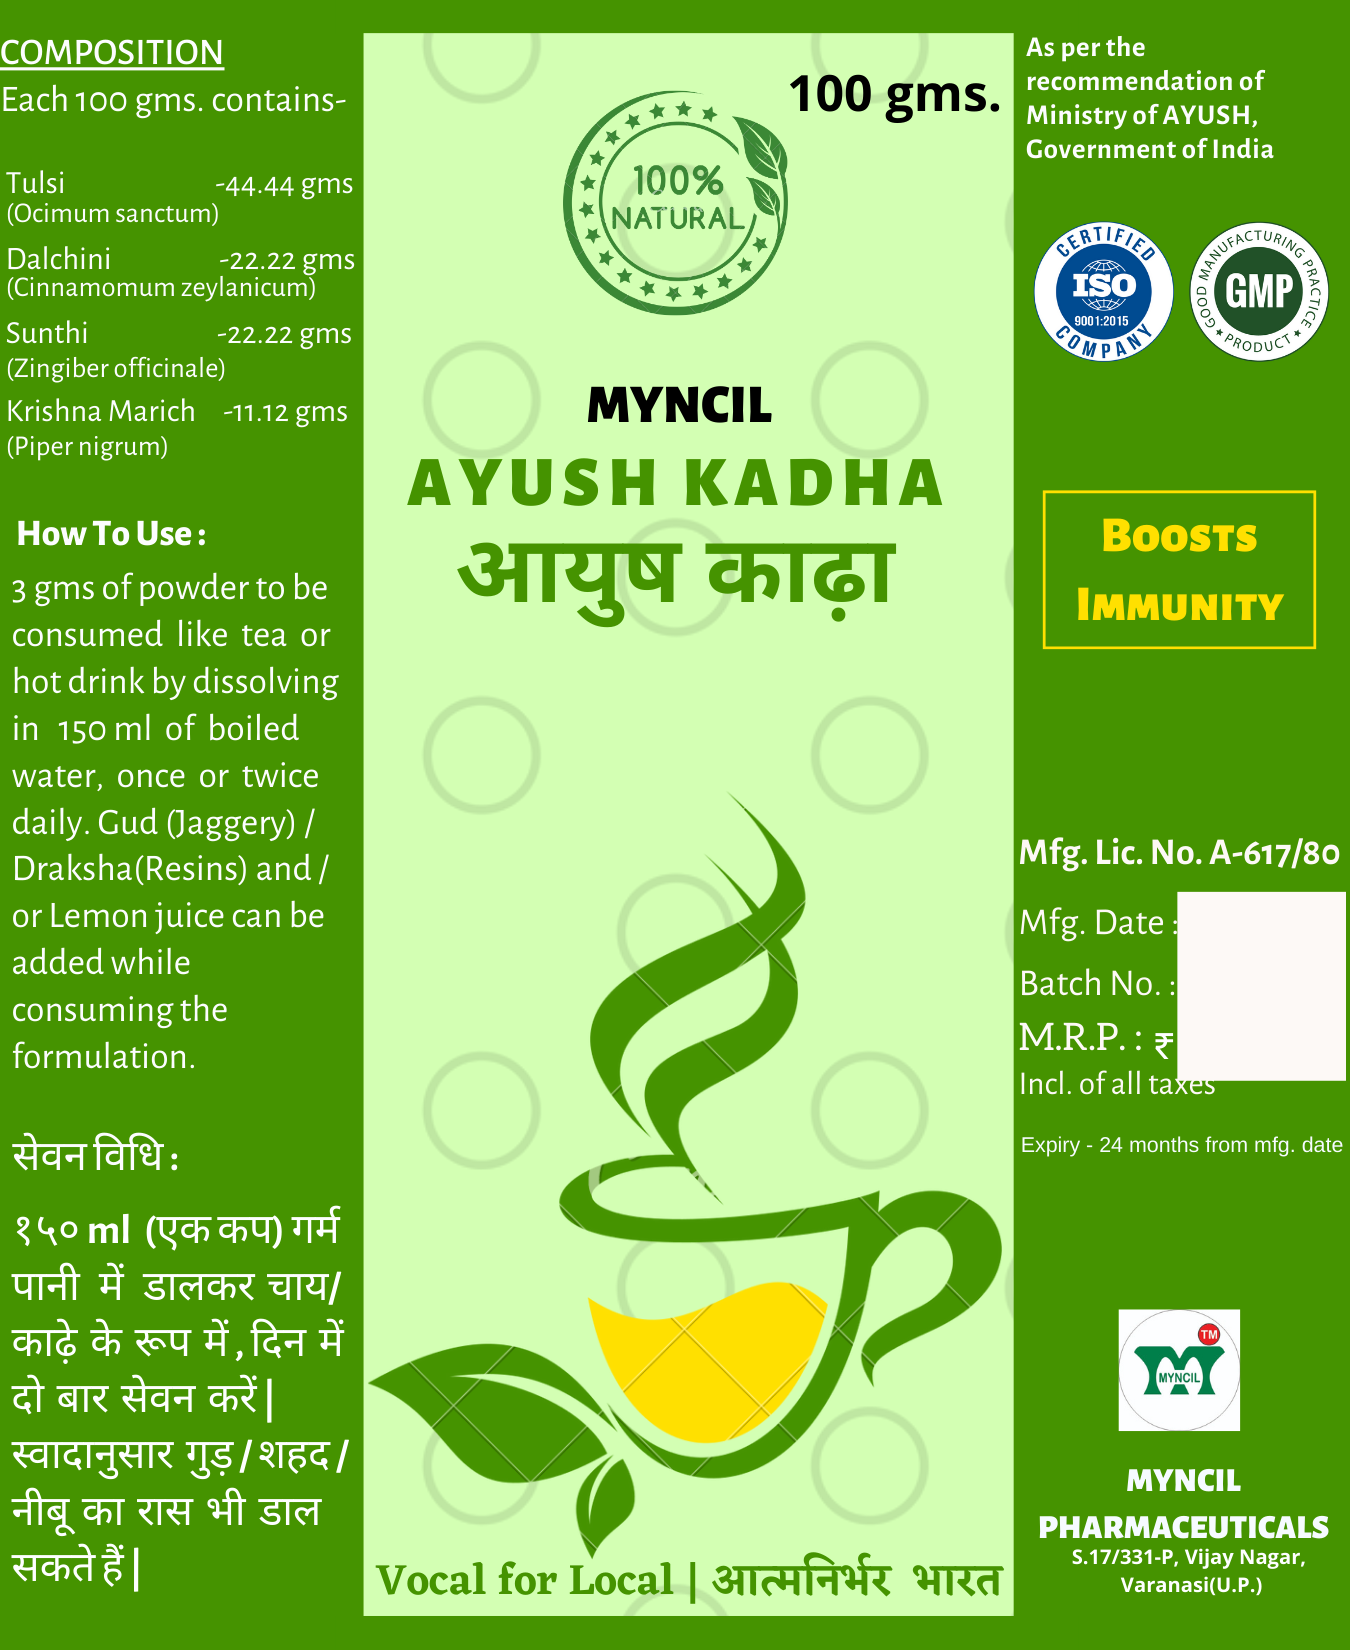 COMPOSITION
Each 100 gms. contains-
Tulsi -44.44 gms
(Ocimum sanctum)
Dalchini -22.22 gms
(Cinnamomum zeylanicum)
Sunthi -22.22 gms
(Zingiber officinale)
Krishna Marich -11.12 gms
(Piper nigrum)
How To Use :
3 gms of powder to be
consumed like tea or
hot drink by dissolving
in 150 ml of boiled
water, once or twice
daily. Gud (Jaggery) /
Draksha(Resins) and /
or Lemon juice can be
added while
consuming the
formulation.
सेवन विधि :
१५० ml (एक कप) गर्म
पानी में डालकर चाय/
काढ़े के रूप में , दिन में
दो बार सेवन करें|
स्वादानुसार गुड़ / शहद /
नीबू का रास भी डाल
सकते हैं|
100 gms.
100%
NATURAL
MYNCIL
AYUSH KADHA
आयुष काढ़ा
Vocal for Local | आत्मनिर्भर भारत
As per the
recommendation of
Ministry of AYUSH,
Government of India
CERTIFIED
ISO
9001:2015
COMPANY
GOOD MANUFACTURING PRACTICE
GMP
PRODUCT
Boosts
Immunity
Mfg. Lic. No. A-617/80
Mfg. Date :
Batch No. :
M.R.P. : ₹
Incl. of all taxes
Expiry - 24 months from mfg. date
TM
MYNCIL
MYNCIL
PHARMACEUTICALS
S.17/331-P, Vijay Nagar,
Varanasi(U.P.)